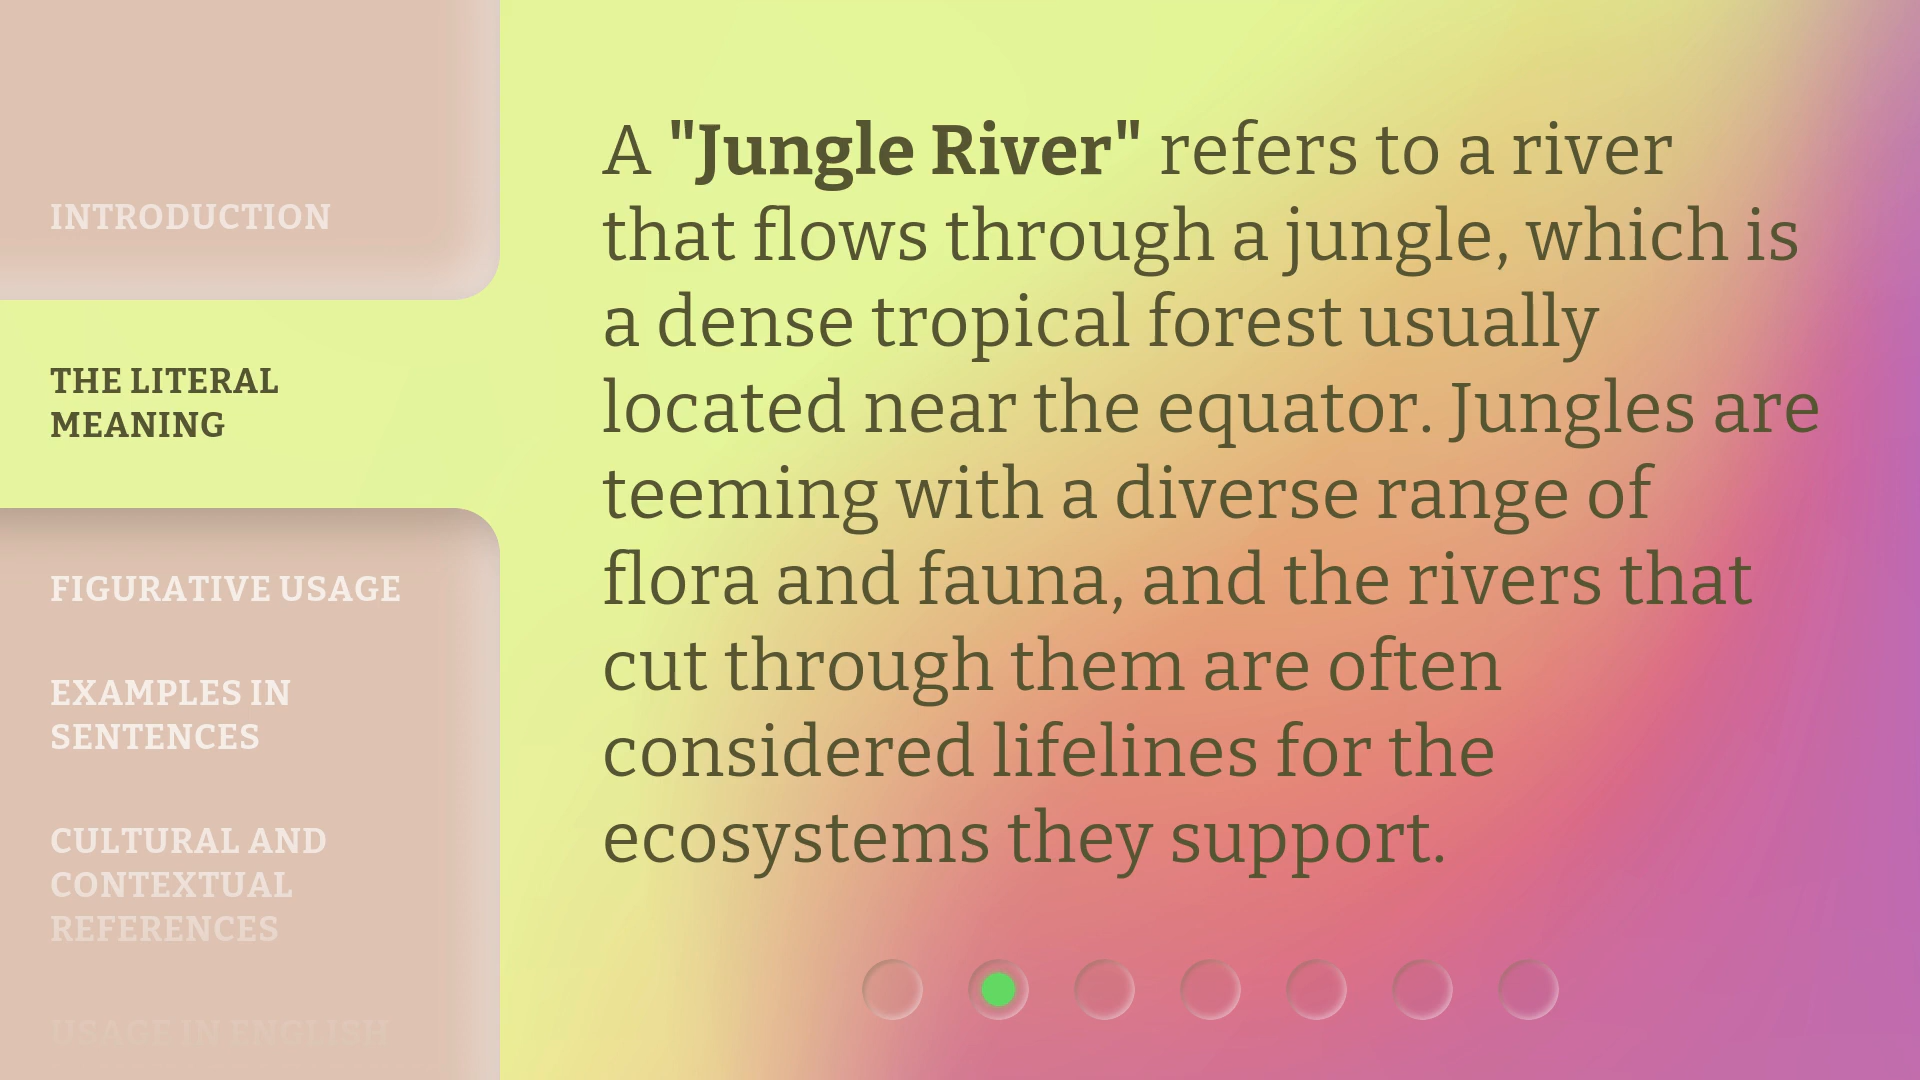 INTRODUCTION
THE LITERAL
MEANING
FIGURATIVE USAGE
EXAMPLES IN
SENTENCES
CULTURAL AND
CONTEXTUAL
REFERENCES
USAGE IN ENGLISH
A "Jungle River" refers to a river
that flows through a jungle, which is
a dense tropical forest usually
located near the equator. Jungles are
teeming with a diverse range of
flora and fauna, and the rivers that
cut through them are often
considered lifelines for the
ecosystems they support.